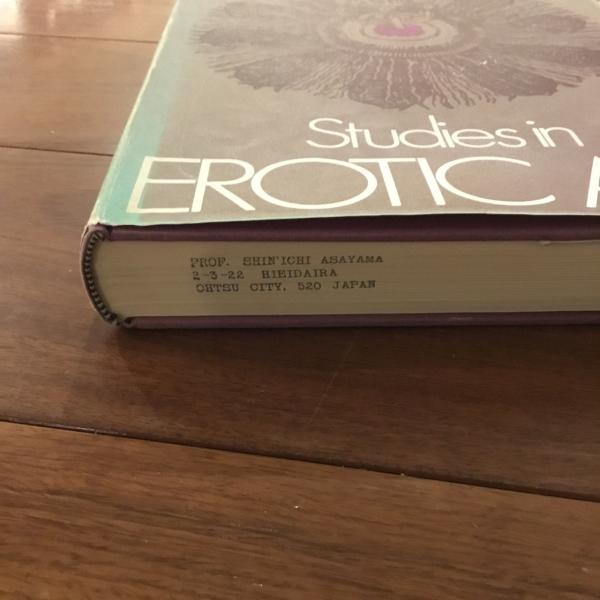 Studies in
EROTIC
PROF. SHIN'ICHI ASAYAMA
2-3-22 HIEIDAIRA
OHTSU CITY, 520 JAPAN